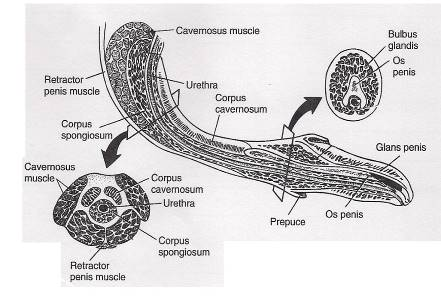 Cavernosus muscle
Bulbus
glandis
Os
penis
Retractor
penis muscle
Urethra
Corpus
cavernosum
Corpus
spongiosum
Glans penis
Cavernosus
muscle
Corpus
cavernosum
Urethra
Os penis
Prepuce
Corpus
spongiosum
Retractor
penis muscle